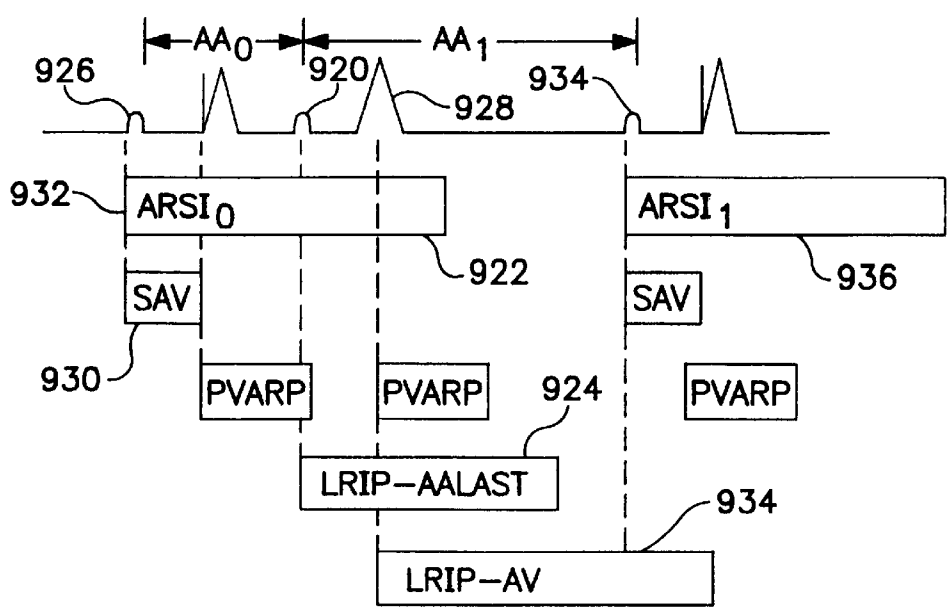 AA0 AA1
926 920 928 934
932 ARSI0 ARSI1
922 936
SAV SAV
930
PVARP PVARP PVARP
924
LRIP-AALAST
934
LRIP-AV